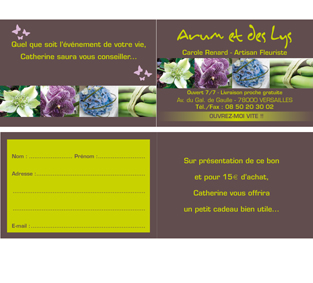 Quel que soit l'événement de votre vie,
Catherine saura vous conseiller...
Arum et des Lys
Carole Renard - Artisan Fleuriste
Ouvert 7/7 - Livraison proche gratuite
Av. du Gal. de Gaulle - 78000 VERSAILLES
Tél./Fax : 08 50 20 30 02
OUVREZ-MOI VITE !!
Nom : .................... Prénom : ......................
Adresse :..................................................
..............................................................
..............................................................
E-mail :.....................................................
Sur présentation de ce bon
et pour 15€ d'achat,
Catherine vous offrira
un petit cadeau bien utile...